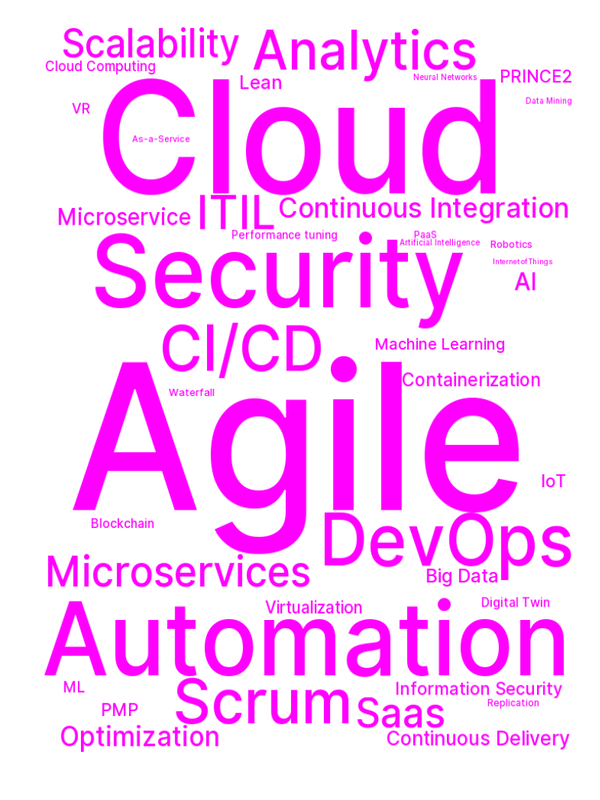 Scalability
Analytics
Cloud Computing
Lean
Neural Networks
PRINCE2
VR
Data Mining
Cloud
As-a-Service
Microservice
ITIL
Continuous Integration
Performance tuning
PaaS
Artificial Intelligence
Robotics
Security
InternetofThings
AI
CI/CD
Machine Learning
Containerization
Waterfall
Agile
IoT
Blockchain
DevOps
Microservices
Big Data
Virtualization
Digital Twin
Automation
ML
Information Security
Scrum
Replication
PMP
Saas
Optimization
Continuous Delivery